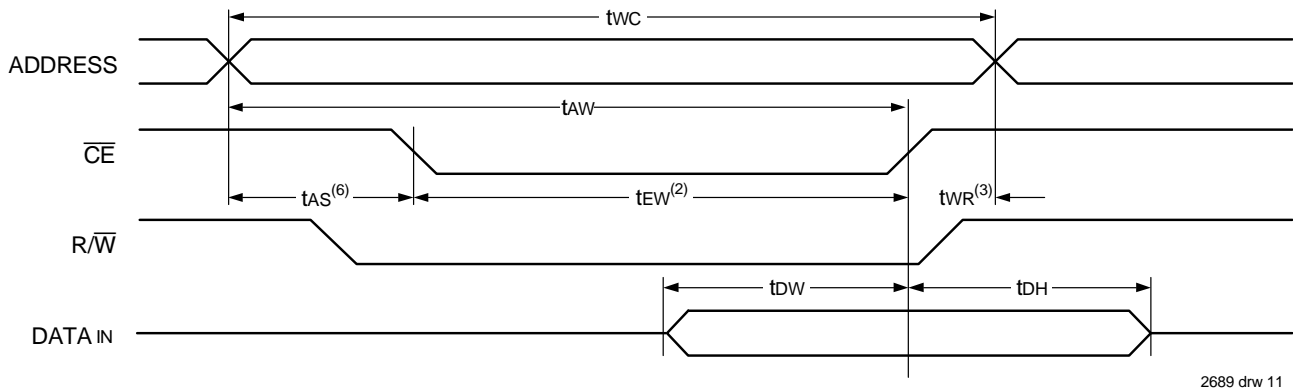 tWC
ADDRESS
tAW
CE
tAS(6)
tEW(2)
tWR(3)
R/W
tDW
tDH
DATA IN
2689 drw 11